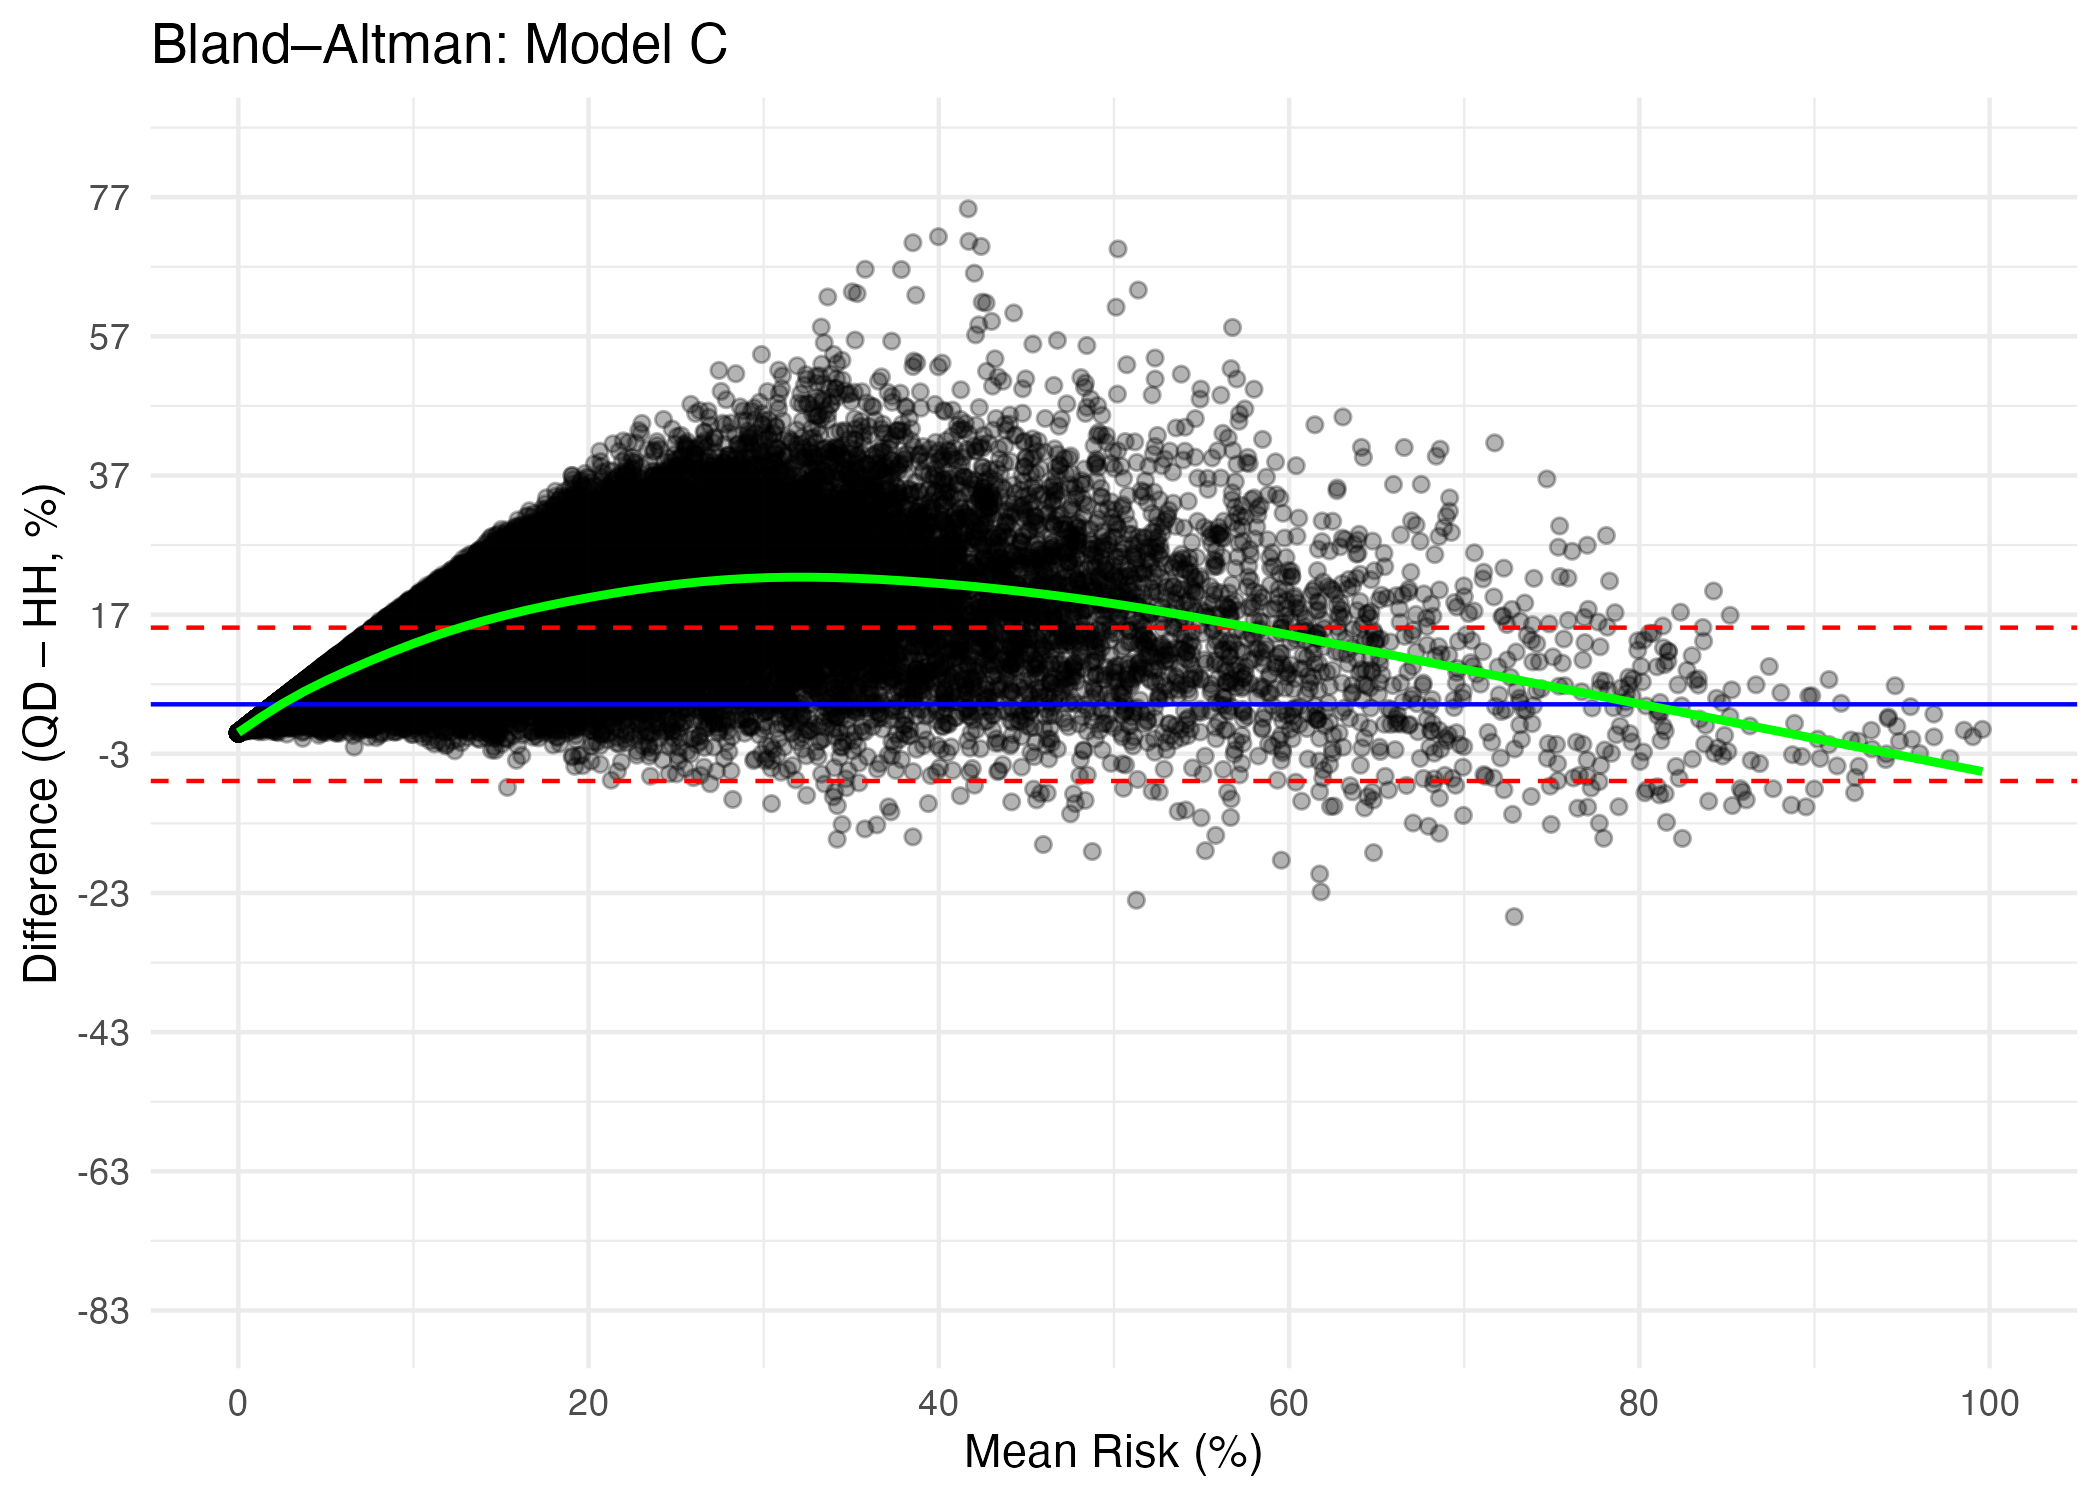 Bland–Altman: Model C
Difference (QD – HH, %)
77
57
37
17
-3
-23
-43
-63
-83
0 20 40 60 80 100
Mean Risk (%)